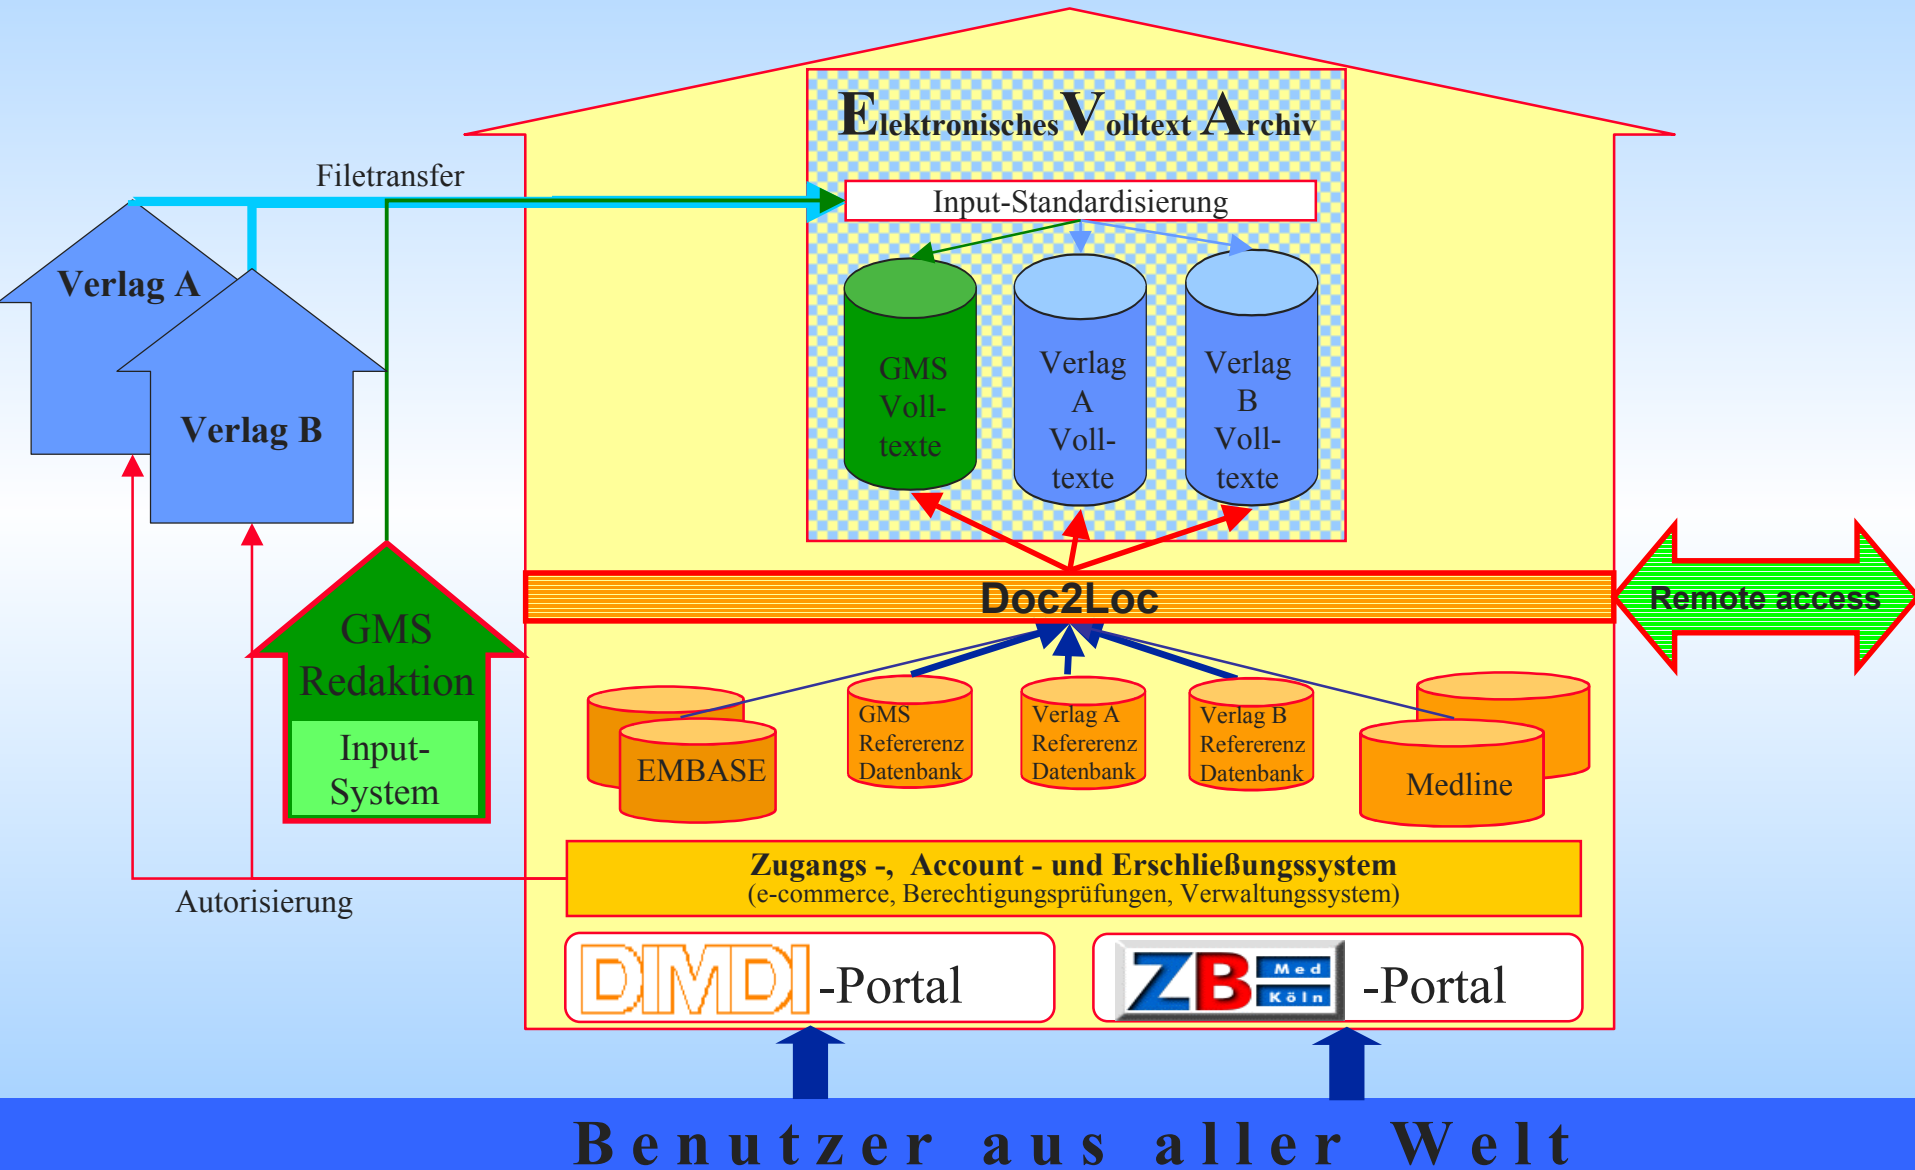 Elektronisches Volltext Archiv
Filetransfer
Input-Standardisierung
Verlag A
Verlag B
GMS
Voll-
texte
Verlag
A
Voll-
texte
Verlag
B
Voll-
texte
Doc2Loc
Remote access
GMS
Redaktion
Input-
System
EMBASE
GMS
Refererenz
Datenbank
Verlag A
Refererenz
Datenbank
Verlag B
Refererenz
Datenbank
Medline
Zugangs -, Account - und Erschließungssystem
(e-commerce, Berechtigungsprüfungen, Verwaltungssystem)
Autorisierung
DIMDI -Portal
ZB Med Köln -Portal
Benutzer aus aller Welt